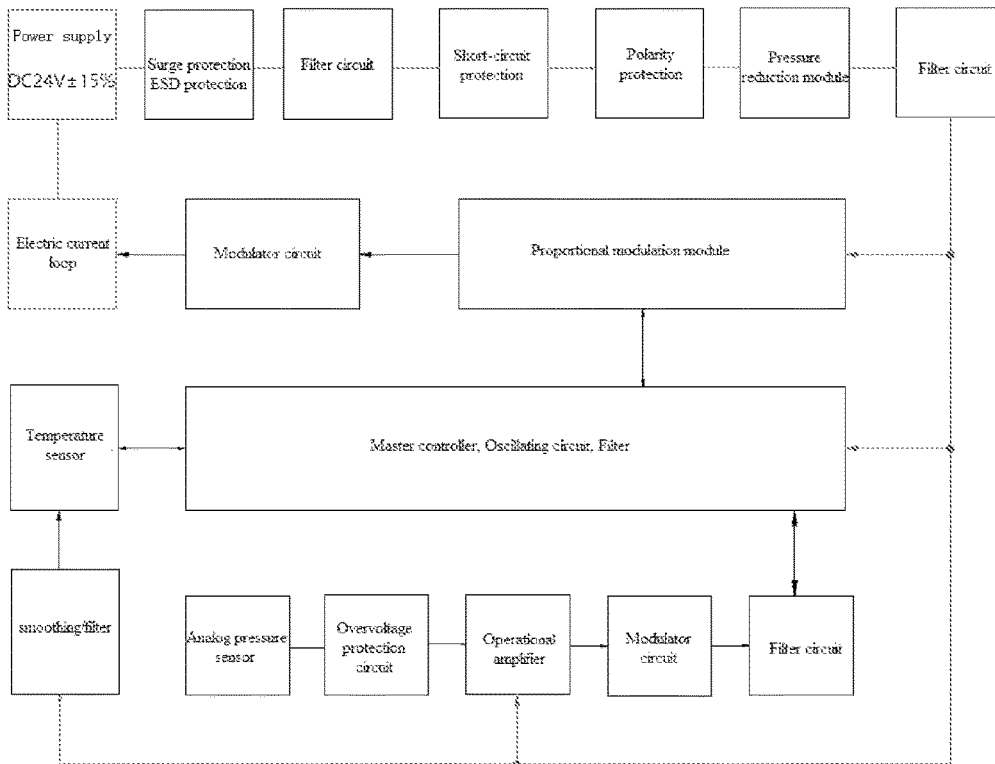 Power supply
DC24V±15%
Surge protection
ESD protection
Filter circuit
Short-circuit
protection
Polarity
protection
Pressure
reduction module
Filter circuit
Electric current
loop
Modulator circuit
Proportional modulation module
Temperature
sensor
Master controller, Oscillating circuit, Filter
smoothing/filter
Analog pressure
sensor
Overvoltage
protection
circuit
Operational
amplifier
Modulator
circuit
Filter circuit